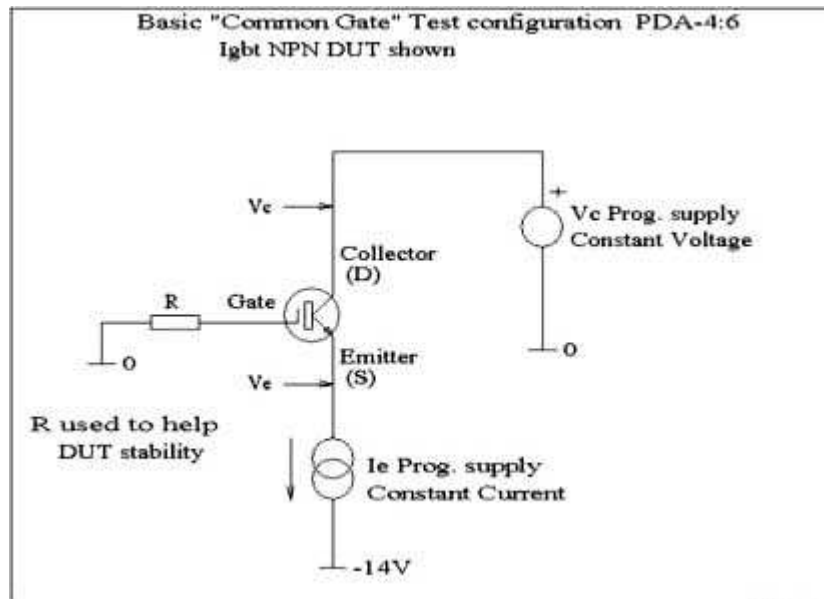 Basic "Common Gate" Test configuration PDA-4:6
Igbt NPN DUT shown
Vc
+
Vc Prog. supply
Constant Voltage
Collector
(D)
R
Gate
0
0
Emitter
(S)
Ve
R used to help
DUT stability
Ie Prog. supply
Constant Current
-14V